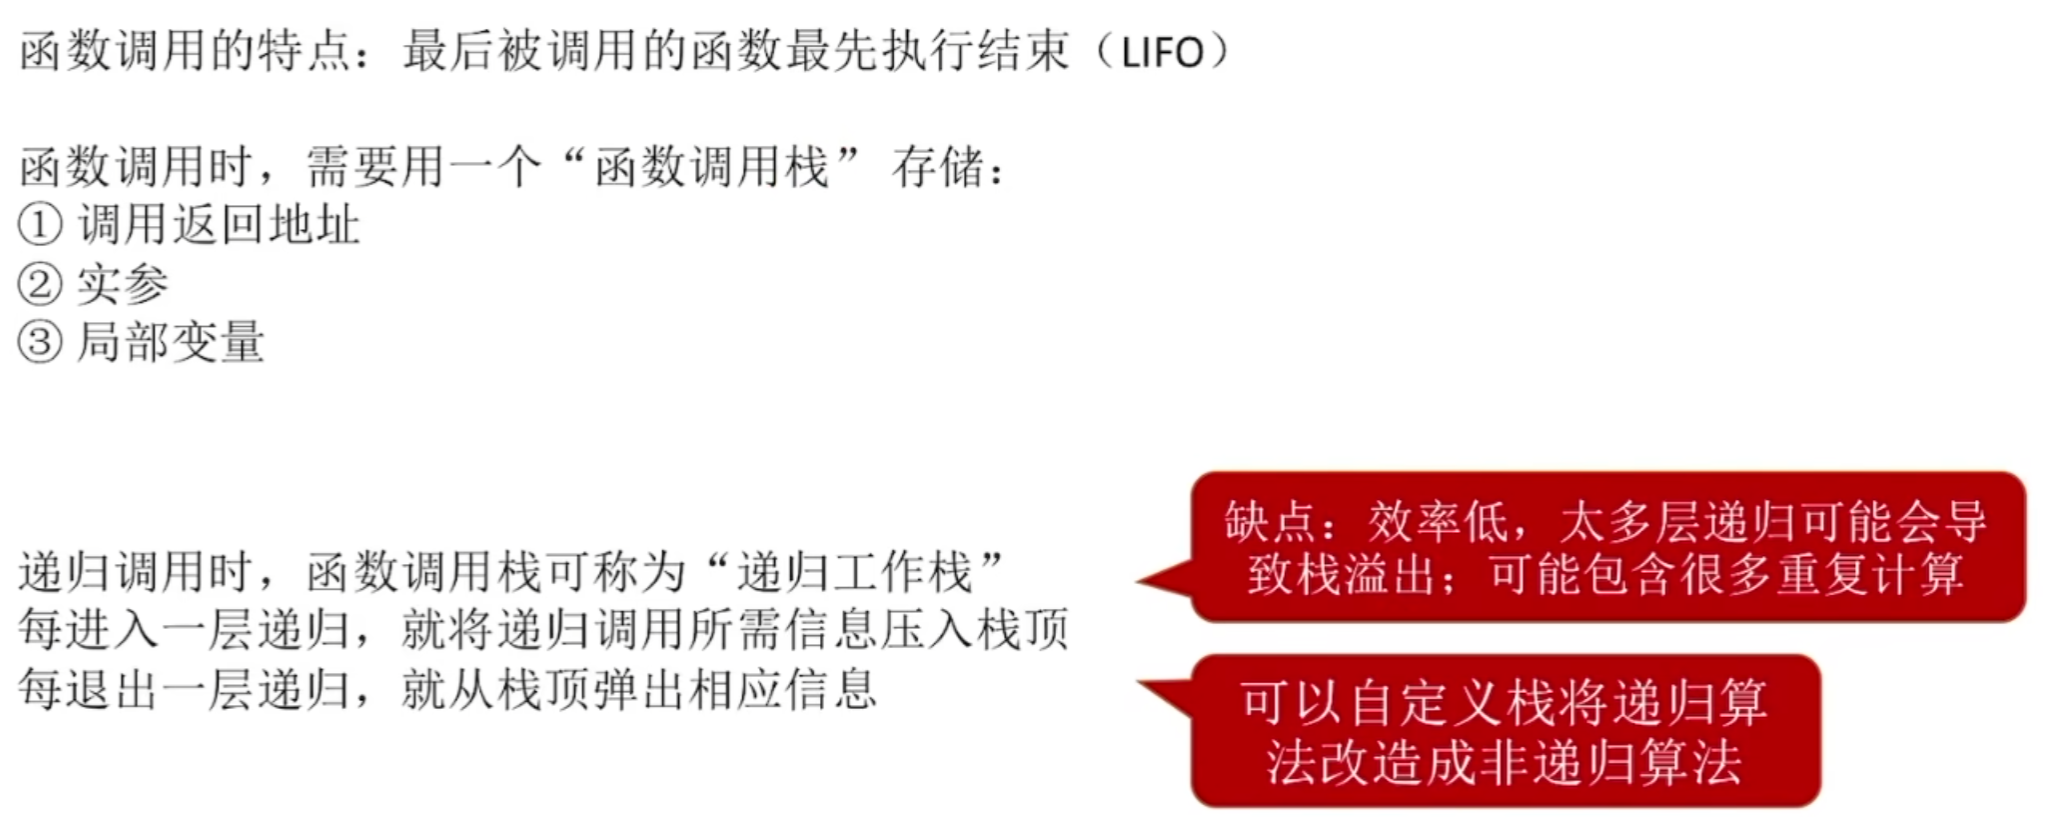 函数调用的特点：最后被调用的函数最先执行结束（LIFO）
函数调用时，需要用一个“函数调用栈” 存储：
① 调用返回地址
② 实参
③ 局部变量
递归调用时，函数调用栈可称为“递归工作栈”
每进入一层递归，就将递归调用所需信息压入栈顶
每退出一层递归，就从栈顶弹出相应信息
缺点：效率低，太多层递归可能会导
致栈溢出；可能包含很多重复计算
可以自定义栈将递归算
法改造成非递归算法